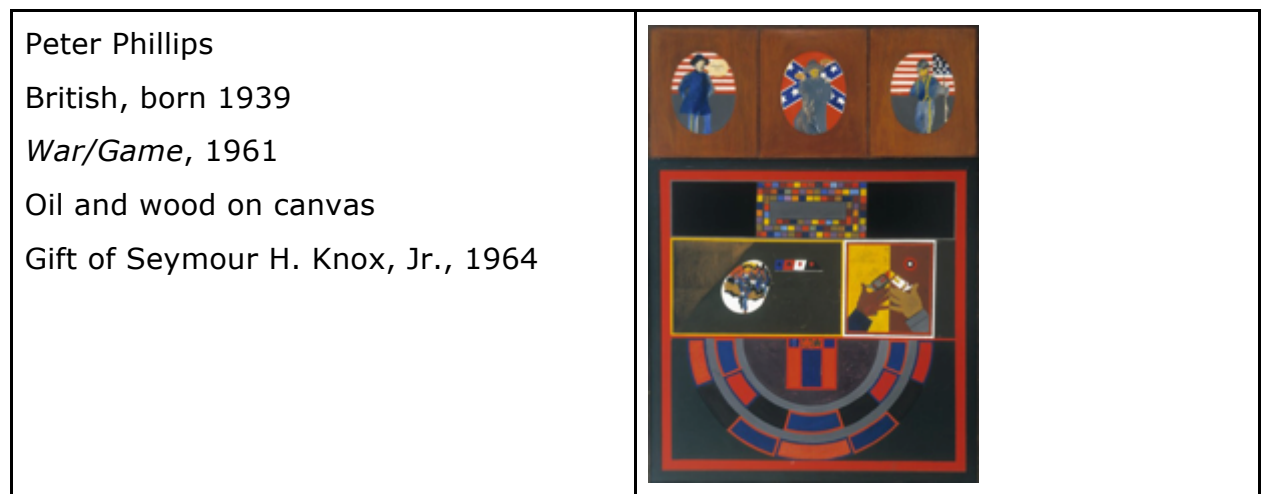 Peter Phillips
British, born 1939
War/Game, 1961
Oil and wood on canvas
Gift of Seymour H. Knox, Jr., 1964